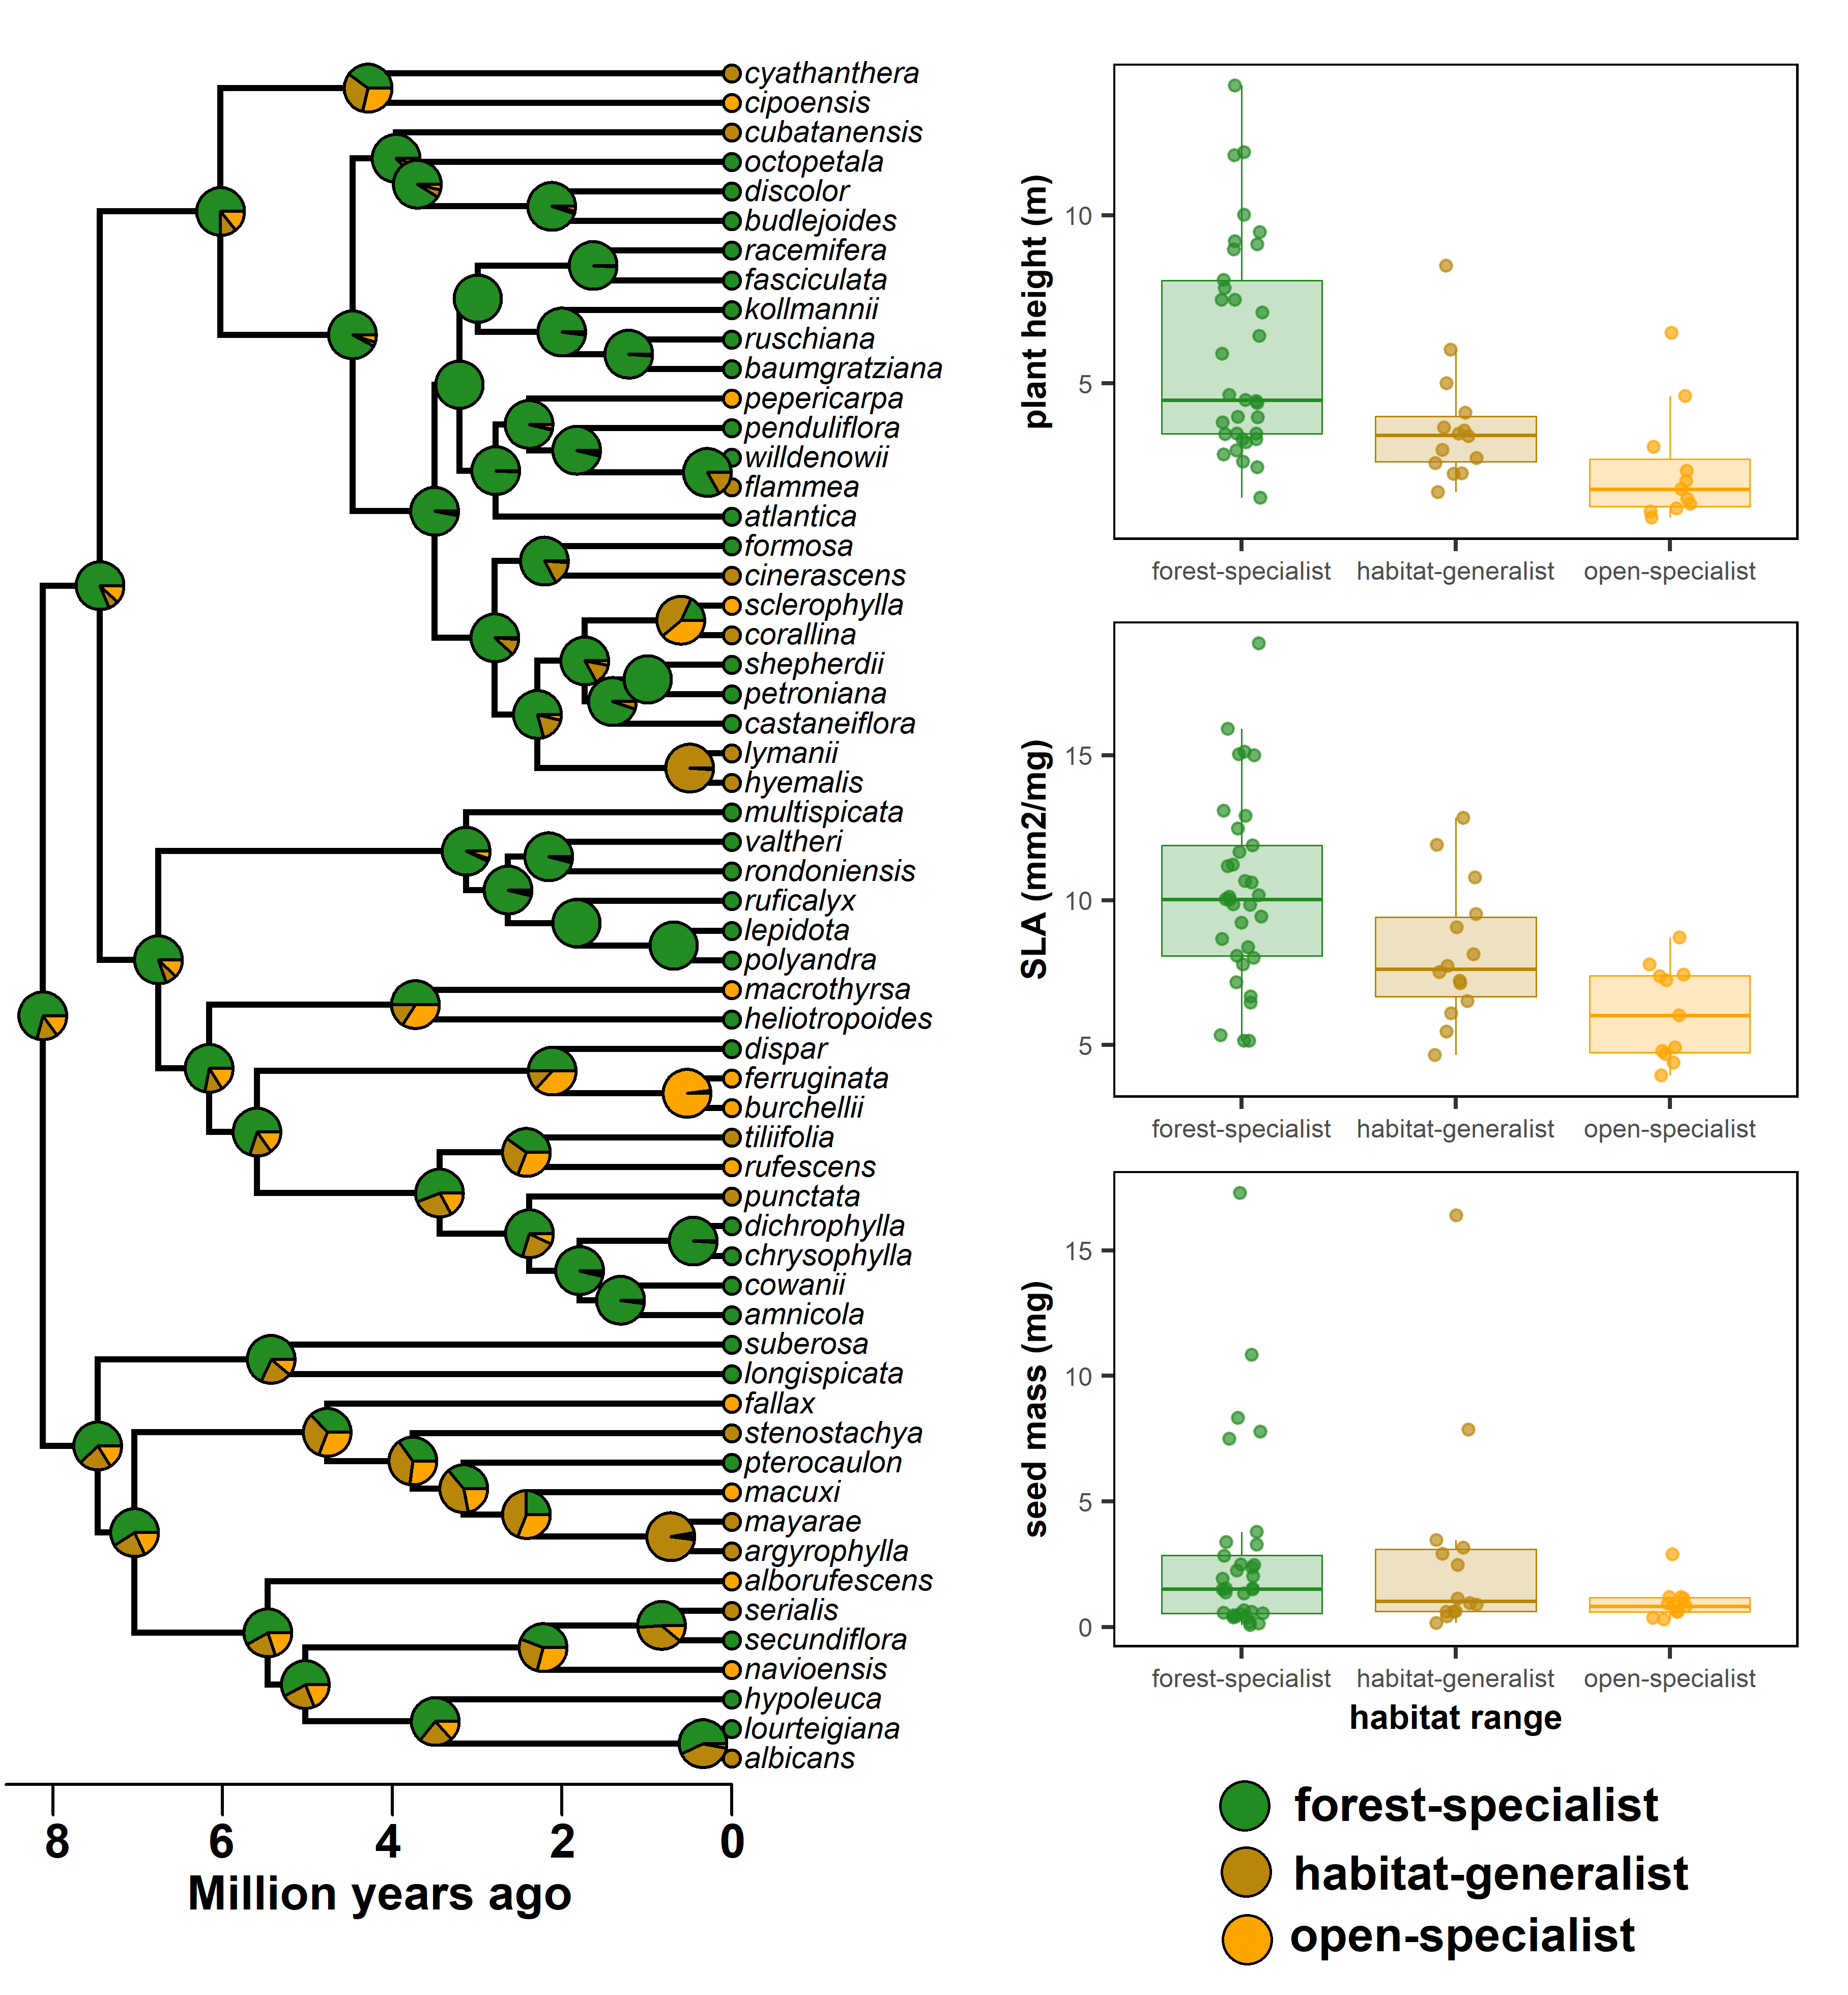 cyathanthera
cipoensis
cubatanensis
octopetala
discolor
budlejoides
racemifera
fasciculata
kollmannii
ruschiana
baumgratziana
pepericarpa
penduliflora
willdenowii
flammea
atlantica
formosa
cinerascens
sclerophylla
corallina
shepherdii
petroniana
castaneiflora
lymanii
hyemalis
multispicata
valtheri
rondoniensis
ruficalyx
lepidota
polyandra
macrothyrsa
heliotropoides
dispar
ferruginata
burchellii
tiliifolia
rufescens
punctata
dichrophylla
chrysophylla
cowanii
amnicola
suberosa
longispicata
fallax
stenostachya
pterocaulon
macuxi
mayarae
argyrophylla
alborufescens
serialis
secundiflora
navioensis
hypoleuca
lourteigiana
albicans
8 6 4 2 0
Million years ago
plant height (m)
10
5
forest-specialist habitat-generalist open-specialist
SLA (mm2/mg)
15
10
5
forest-specialist habitat-generalist open-specialist
seed mass (mg)
15
10
5
0
forest-specialist habitat-generalist open-specialist
habitat range
forest-specialist
habitat-generalist
open-specialist